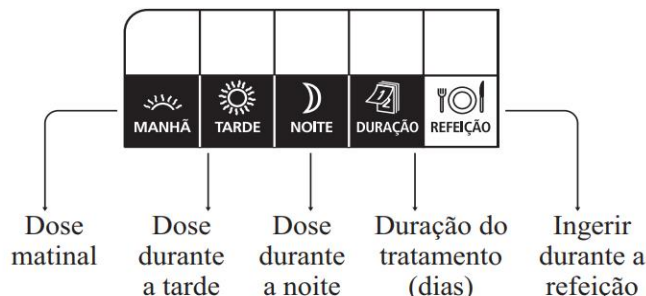 MANHÃ TARDE NOITE DURAÇÃO REFEIÇÃO
Dose matinal
Dose durante a tarde
Dose durante a noite
Duração do tratamento (dias)
Ingerir durante a refeição